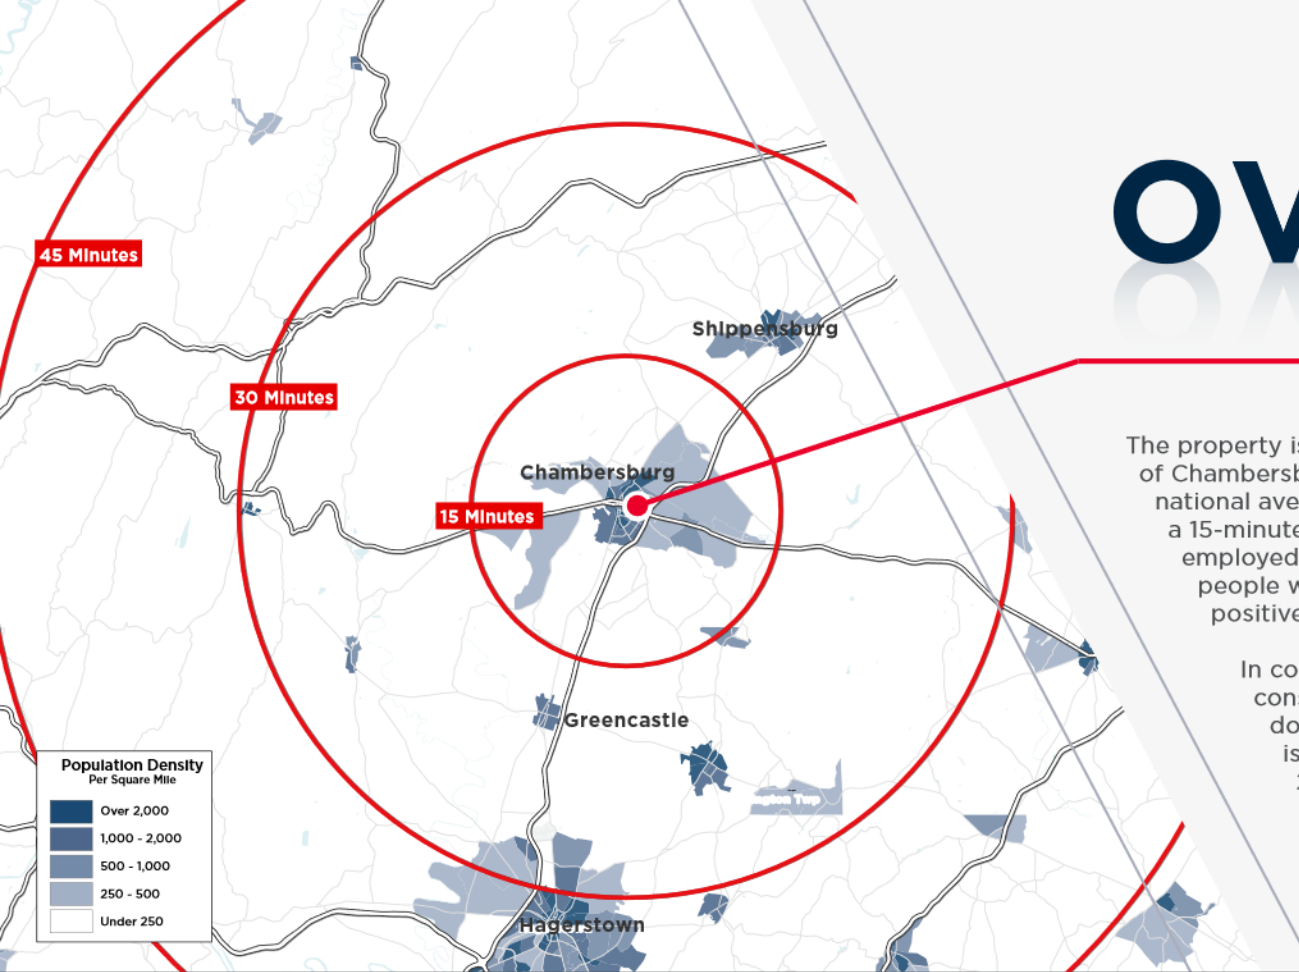 OV
45 Minutes
Shippensburg
30 Minutes
The property is
of Chambersb
national ave
Chambersburg
15 Minutes
a 15-minute
employed
people w
positive
In co
cons
Greencastle
do
is
Population Density
Per Square Mile
Over 2,000
1,000 - 2,000
500 - 1,000
250 - 500
Under 250
Hagerstown